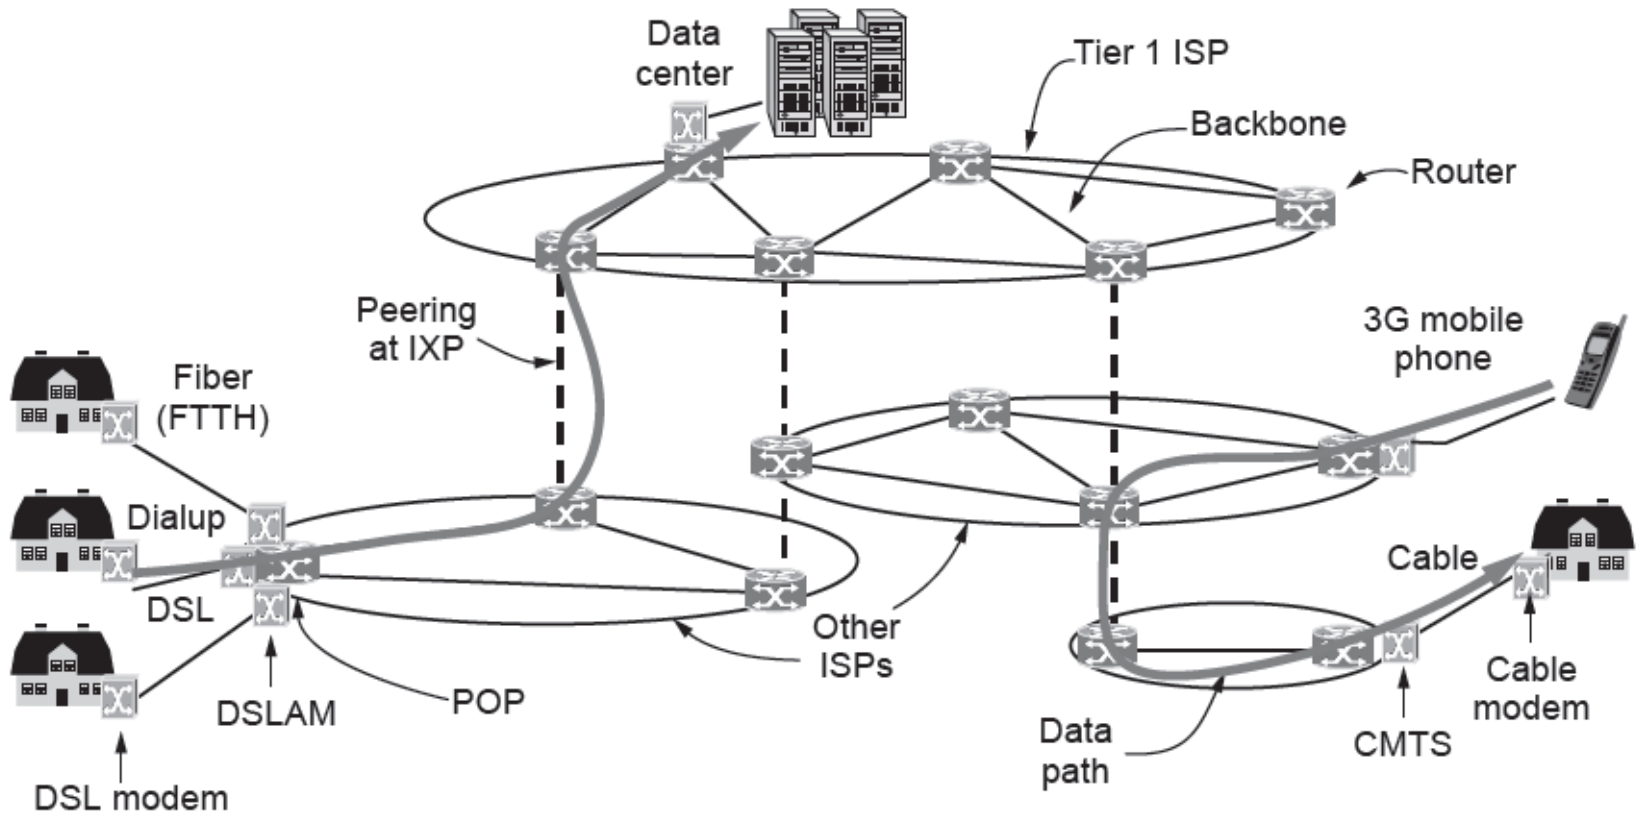 Data
center
Tier 1 ISP
Backbone
Router
Peering
at IXP
3G mobile
phone
Fiber
(FTTH)
Dialup
DSL
Cable
Other
ISPs
POP
DSLAM
DSL modem
Data
path
CMTS
Cable
modem